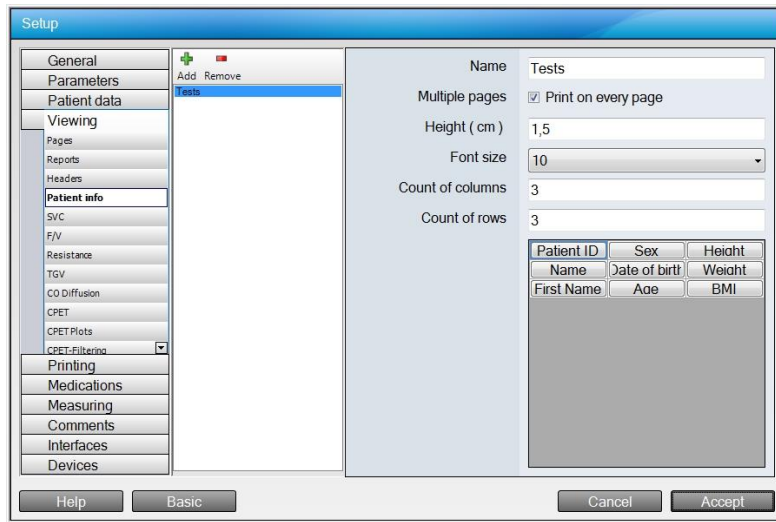 Setup
General
Parameters
Patient data
Viewing
Pages
Reports
Headers
Patient info
SVC
F/V
Resistance
TGV
CO Diffusion
CPET
CPET Plots
CPET-Filtering
Printing
Medications
Measuring
Comments
Interfaces
Devices
Add Remove
Tests
Name Tests
Multiple pages Print on every page
Height ( cm ) 1,5
Font size 10
Count of columns 3
Count of rows 3
Patient ID Sex Height
Name Date of birth Weight
First Name Age BMI
Help Basic Cancel Accept